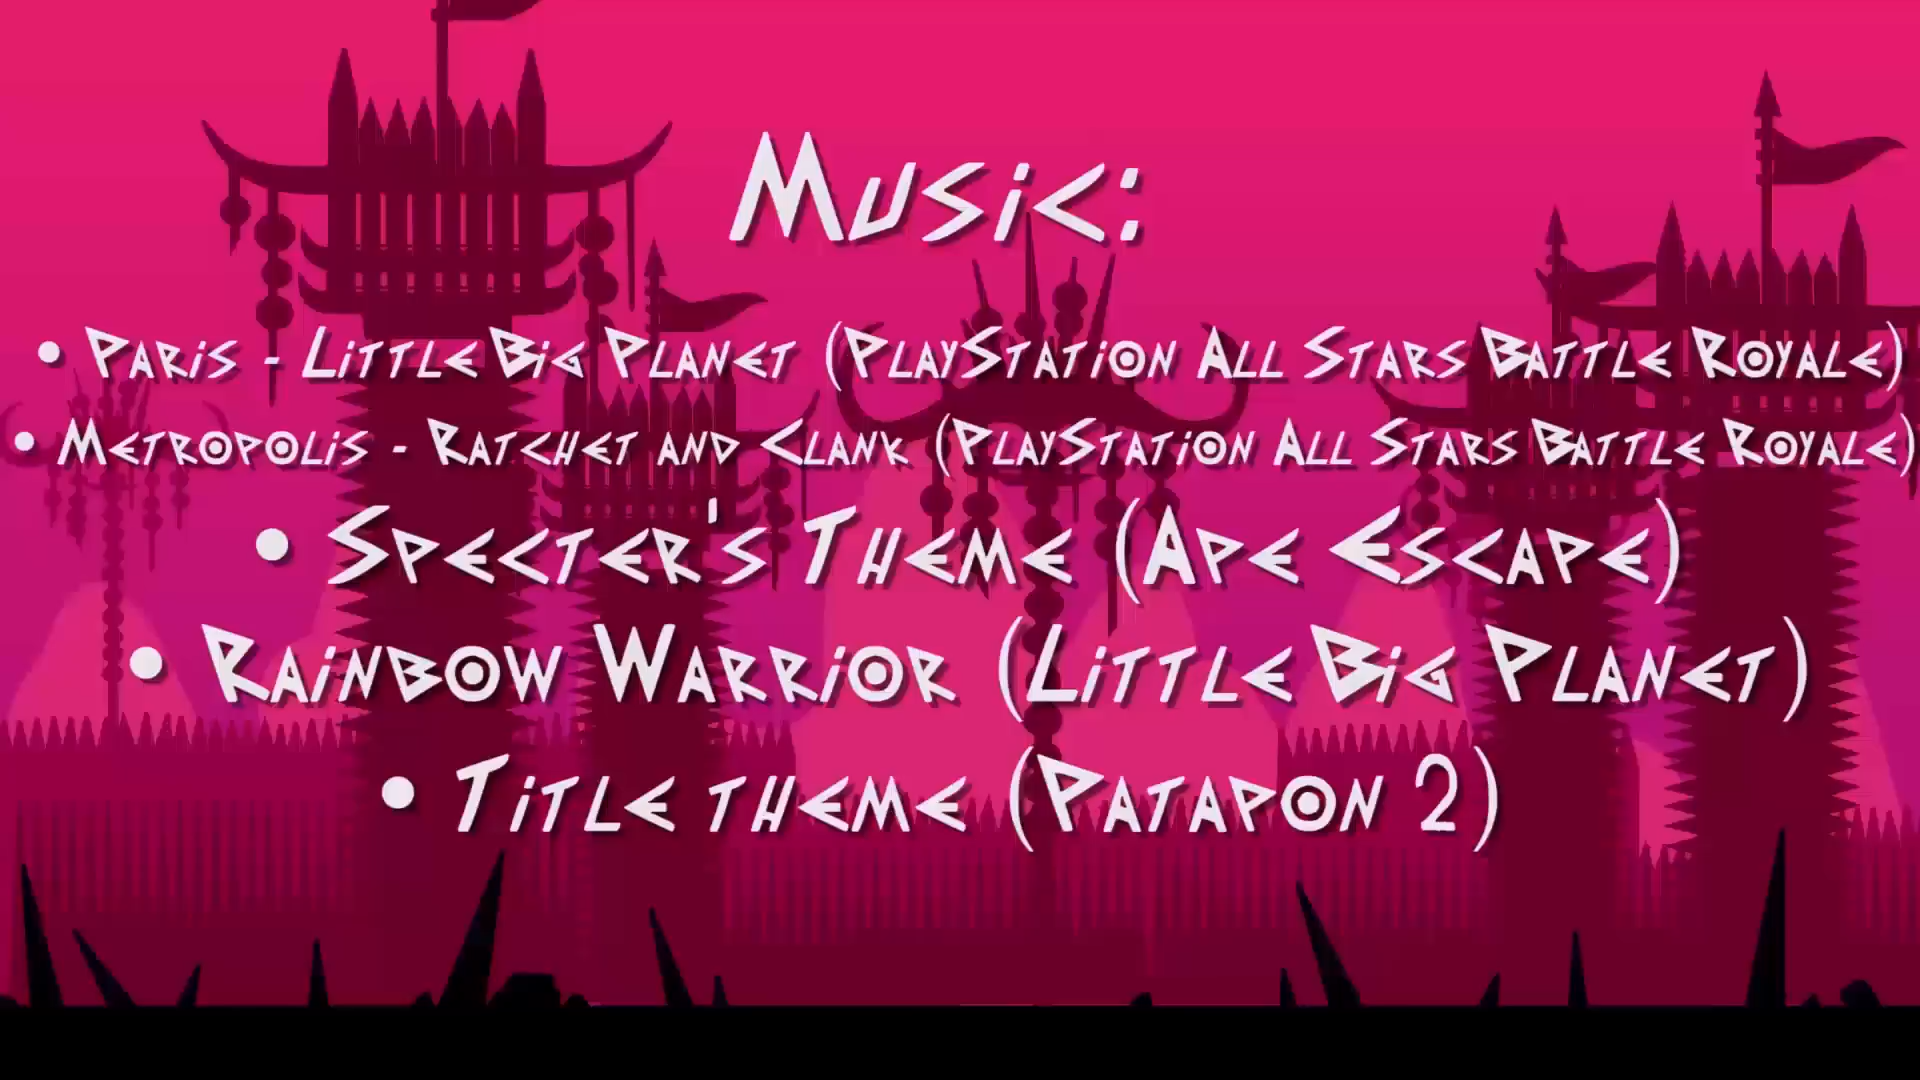 Music:
• Paris - Little Big Planet (PlayStation All Stars Battle Royale)
• Metropolis - Ratchet and Clank (PlayStation All Stars Battle Royale)
• Specter's Theme (Ape Escape)
• Rainbow Warrior (Little Big Planet)
• Title theme (Patapon 2)